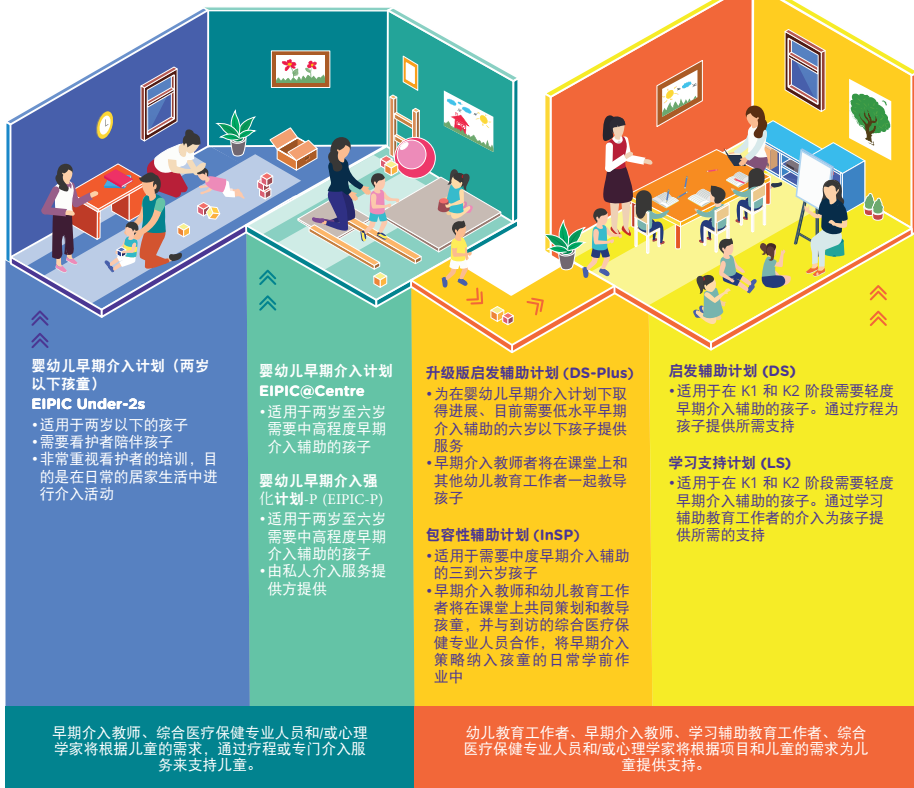 婴幼儿早期介入计划（两岁
以下孩童）
EIPIC Under-2s
•适用于两岁以下的孩子
•需要看护者陪伴孩子
•非常重视看护者的培训，目
的是在日常的居家生活中进
行介入活动
婴幼儿早期介入计划
EIPIC@Centre
•适用于两岁至六岁
需要中高程度早期
介入辅助的孩子
婴幼儿早期介入强
化计划-P (EIPIC-P)
•适用于两岁至六岁
需要中高程度早期
介入辅助的孩子
•由私人介入服务提
供方提供
升级版启发辅助计划 (DS-Plus)
•为在婴幼儿早期介入计划下取
得进展、目前需要低水平早期
介入辅助的六岁以下孩子提供
服务
•早期介入教师者将在课堂上和
其他幼儿教育工作者一起教导
孩子
包容性辅助计划 (InSP)
•适用于需要中度早期介入辅助
的三到六岁孩子
•早期介入教师和幼儿教育工作
者将在课堂上共同策划和教导
孩童，并与到访的综合医疗保
健专业人员合作，将早期介入
策略纳入孩童的日常学前作
业中
启发辅助计划 (DS)
•适用于在 K1 和 K2 阶段需要轻度
早期介入辅助的孩子。通过疗程为
孩子提供所需支持
学习支持计划 (LS)
•适用于在 K1 和 K2 阶段需要轻度
早期介入辅助的孩子。通过学习
辅助教育工作者的介入为孩子提
供所需的支持
早期介入教师、综合医疗保健专业人员和/或心理
学家将根据儿童的需求，通过疗程或专门介入服
务来支持儿童。
幼儿教育工作者、早期介入教师、学习辅助教育工作者、综合
医疗保健专业人员和/或心理学家将根据项目和儿童的需求为儿
童提供支持。